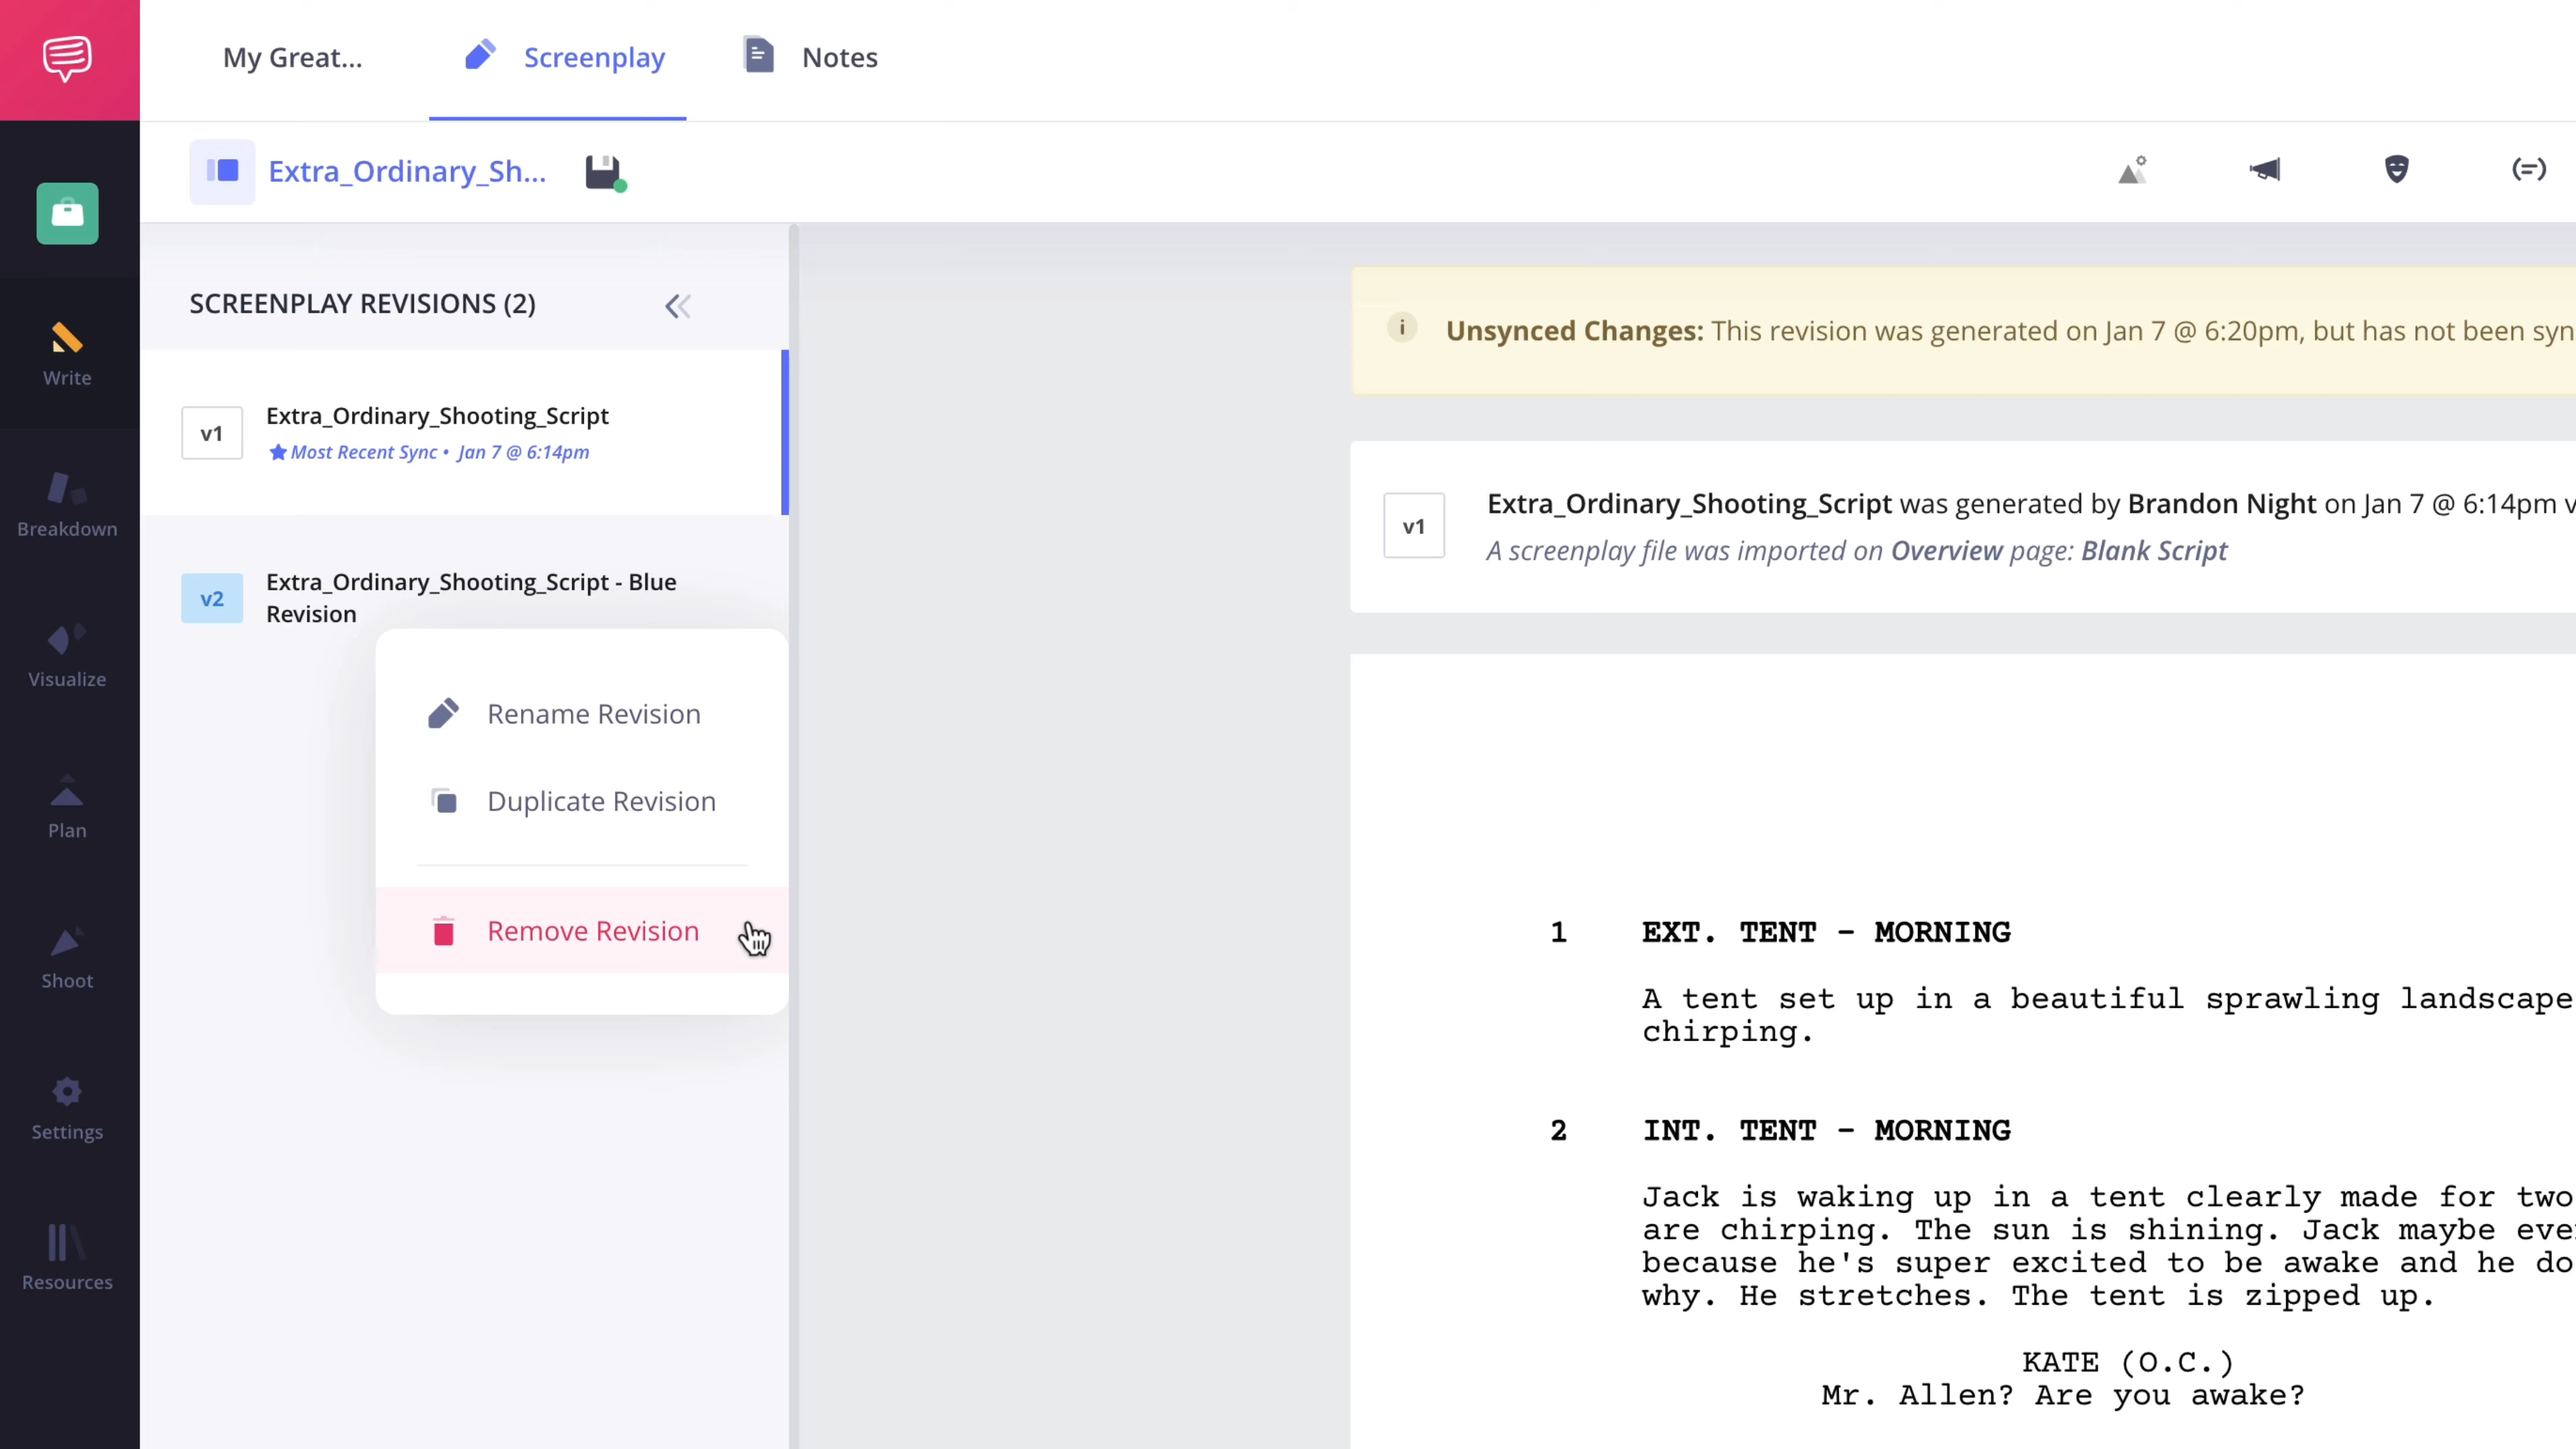 My Great...
Screenplay
Notes
Extra_Ordinary_Sh...
Write
Breakdown
Visualize
Plan
Shoot
Settings
Resources
SCREENPLAY REVISIONS (2)
v1
Extra_Ordinary_Shooting_Script
Most Recent Sync • Jan 7 @ 6:14pm
v2
Extra_Ordinary_Shooting_Script - Blue
Revision
Rename Revision
Duplicate Revision
Remove Revision
Unsynced Changes: This revision was generated on Jan 7 @ 6:20pm, but has not been syn
v1
Extra_Ordinary_Shooting_Script was generated by Brandon Night on Jan 7 @ 6:14pm v
A screenplay file was imported on Overview page: Blank Script
1 EXT. TENT - MORNING
A tent set up in a beautiful sprawling landscape
chirping.
2 INT. TENT - MORNING
Jack is waking up in a tent clearly made for two
are chirping. The sun is shining. Jack maybe eve
because he's super excited to be awake and he do
why. He stretches. The tent is zipped up.
KATE (O.C.)
Mr. Allen? Are you awake?